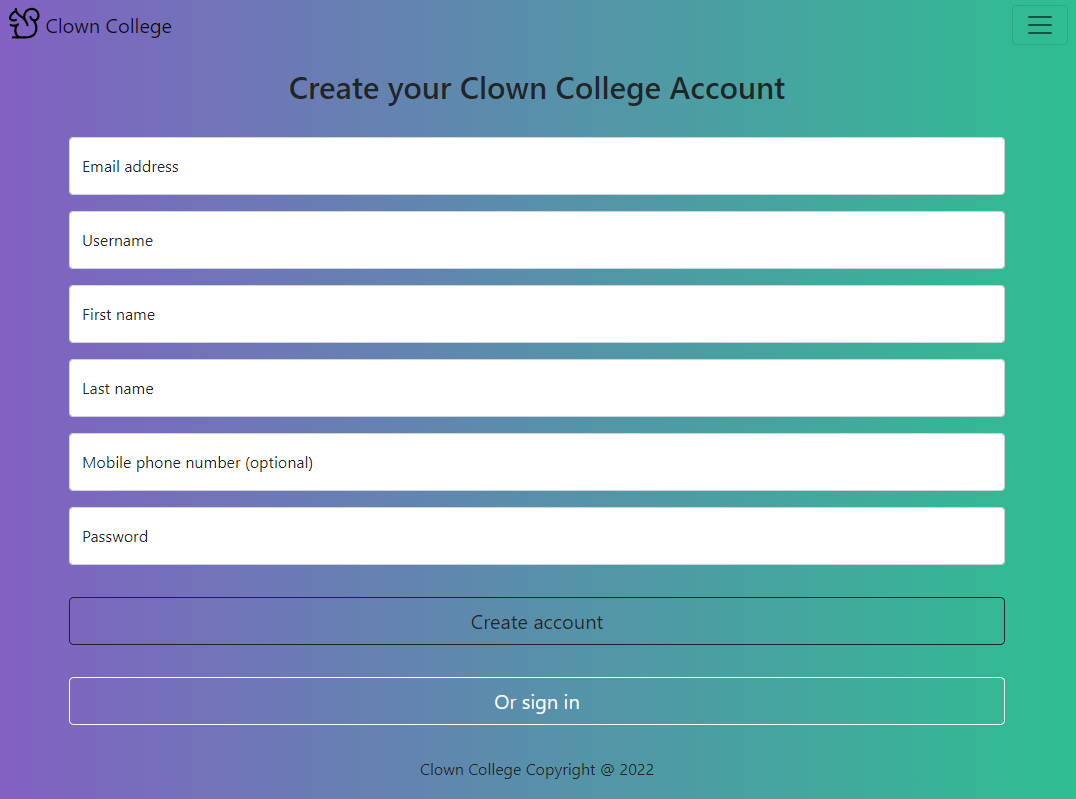 Clown College
Create your Clown College Account
Email address
Username
First name
Last name
Mobile phone number (optional)
Password
Create account
Or sign in
Clown College Copyright @ 2022